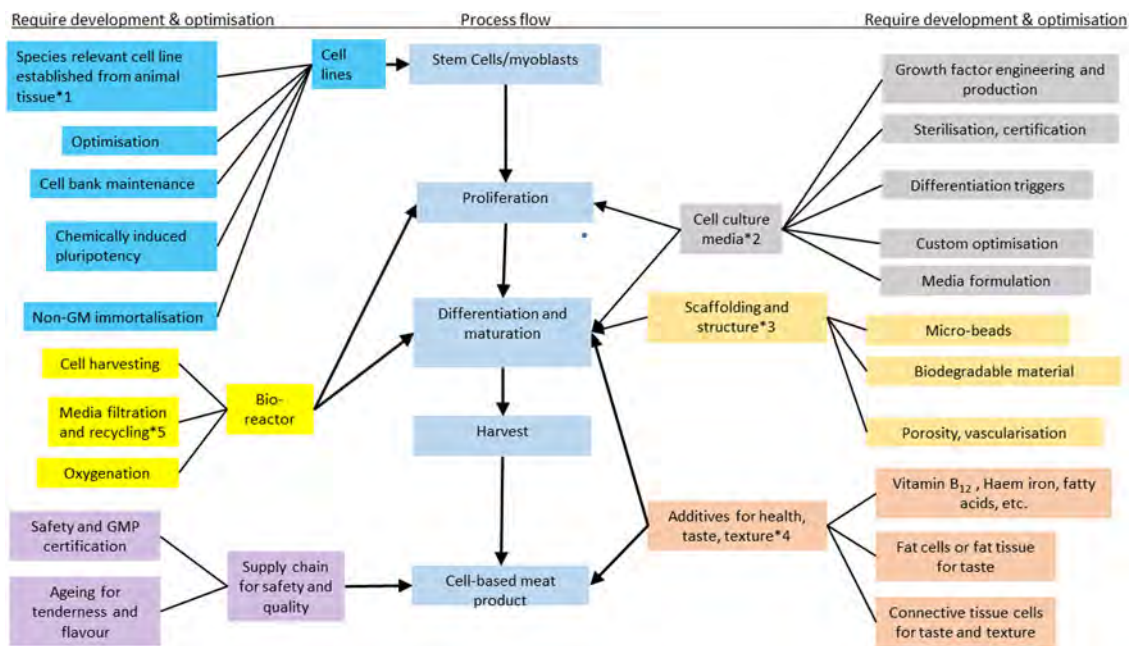 Require development & optimisation
Process flow
Require development & optimisation
Species relevant cell line
established from animal
tissue*1
Optimisation
Cell bank maintenance
Chemically induced
pluripotency
Non-GM immortalisation
Cell
lines
Cell harvesting
Media filtration
and recycling*5
Oxygenation
Bio-
reactor
Safety and GMP
certification
Ageing for
tenderness and
flavour
Supply chain
for safety and
quality
Stem Cells/myoblasts
Proliferation
Differentiation and
maturation
Harvest
Cell-based meat
product
Cell culture
media*2
Growth factor engineering and
production
Sterilisation, certification
Differentiation triggers
Custom optimisation
Media formulation
Scaffolding and
structure*3
Micro-beads
Biodegradable material
Porosity, vascularisation
Additives for health,
taste, texture*4
Vitamin B₁₂ , Haem iron, fatty
acids, etc.
Fat cells or fat tissue
for taste
Connective tissue cells
for taste and texture